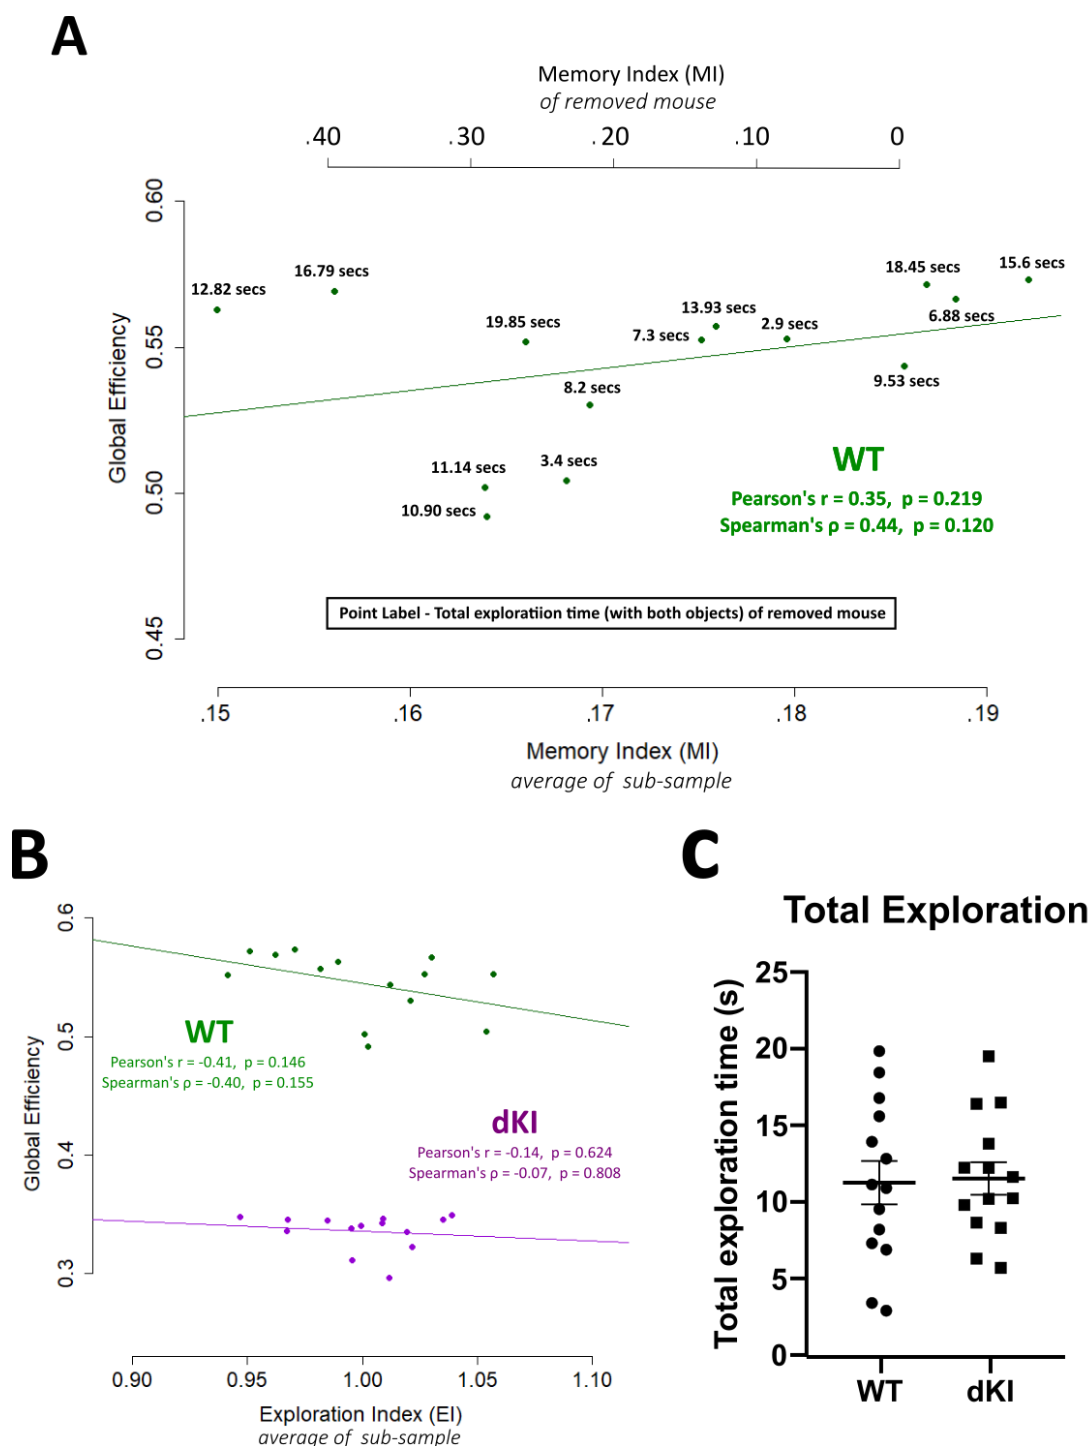 A
Memory Index (MI)
of removed mouse
.40 .30 .20 .10 0
0.60
0.55
0.50
0.45
Global Efficiency
12.82 secs
16.79 secs
19.85 secs
7.3 secs
13.93 secs
2.9 secs
18.45 secs
15.6 secs
6.88 secs
9.53 secs
8.2 secs
11.14 secs
3.4 secs
10.90 secs
WT
Pearson's r = 0.35, p = 0.219
Spearman's ρ = 0.44, p = 0.120
Point Label - Total exploratiion time (with both objects) of removed mouse
.15 .16 .17 .18 .19
Memory Index (MI)
average of sub-sample
B
0.6
0.5
0.4
0.3
Global Efficiency
WT
Pearson's r = -0.41, p = 0.146
Spearman's ρ = -0.40, p = 0.155
dKI
Pearson's r = -0.14, p = 0.624
Spearman's ρ = -0.07, p = 0.808
0.90 0.95 1.00 1.05 1.10
Exploration Index (EI)
average of sub-sample
C
Total Exploration
Total exploration time (s)
25
20
15
10
5
0
WT dKI